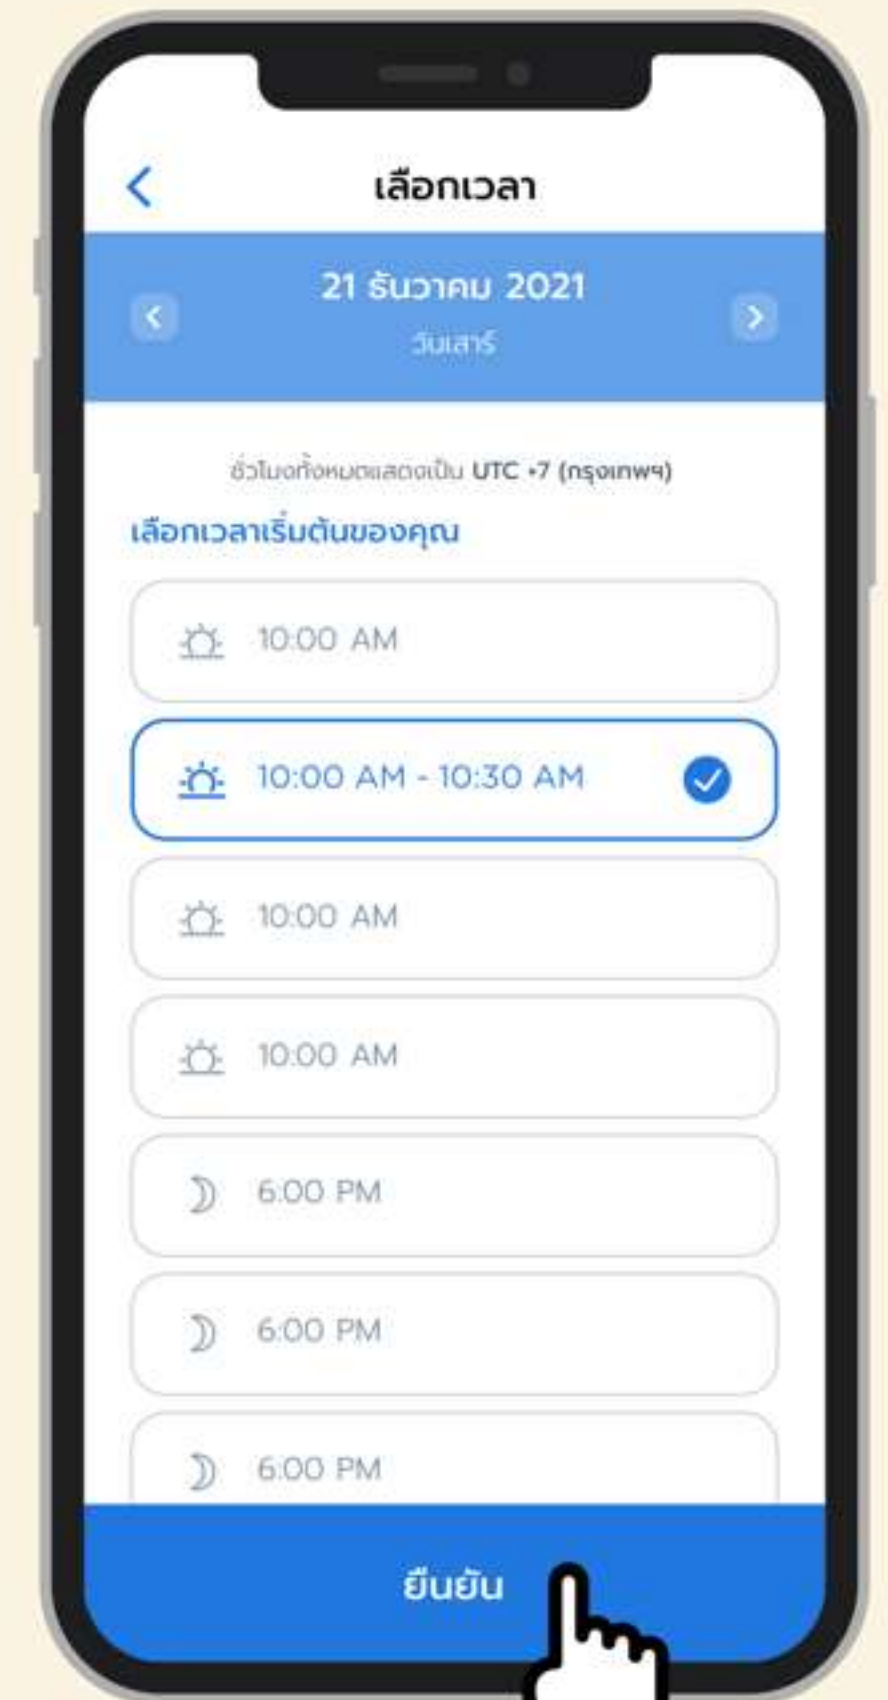 เลือกเวลา
21 ธันวาคม 2021
วันเสาร์
ชั่วโมงทั้งหมดแสดงเป็น UTC +7 (กรุงเทพฯ)
เลือกเวลาเริ่มต้นของคุณ
10:00 AM
10:00 AM - 10:30 AM
10:00 AM
10:00 AM
6:00 PM
6:00 PM
6:00 PM
ยืนยัน